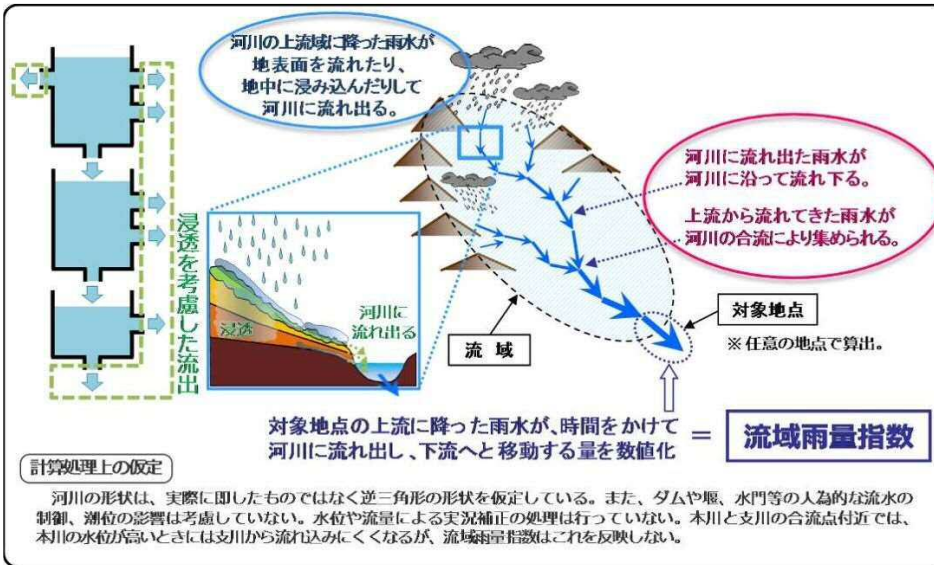 河川の上流域に降った雨水が
地表面を流れたり、
地中に浸み込んだりして
河川に流れ出る。
河川に流れ出た雨水が
河川に沿って流れ下る。
上流から流れてきた雨水が
河川の合流により集められる。
浸透を考慮した流出
浸透
河川に
流れ出る
流域
対象地点
※任意の地点で算出。
対象地点の上流に降った雨水が、時間をかけて
河川に流れ出し、下流へと移動する量を数値化
=
流域雨量指数
計算処理上の仮定
河川の形状は、実際に即したものではなく逆三角形の形状を仮定している。また、ダムや堰、水門等の人為的な流水の
制御、潮位の影響は考慮していない。水位や流量による実況補正の処理は行っていない。本川と支川の合流点付近では、
本川の水位が高いときには支川から流れ込みにくくなるが、流域雨量指数はこれを反映しない。